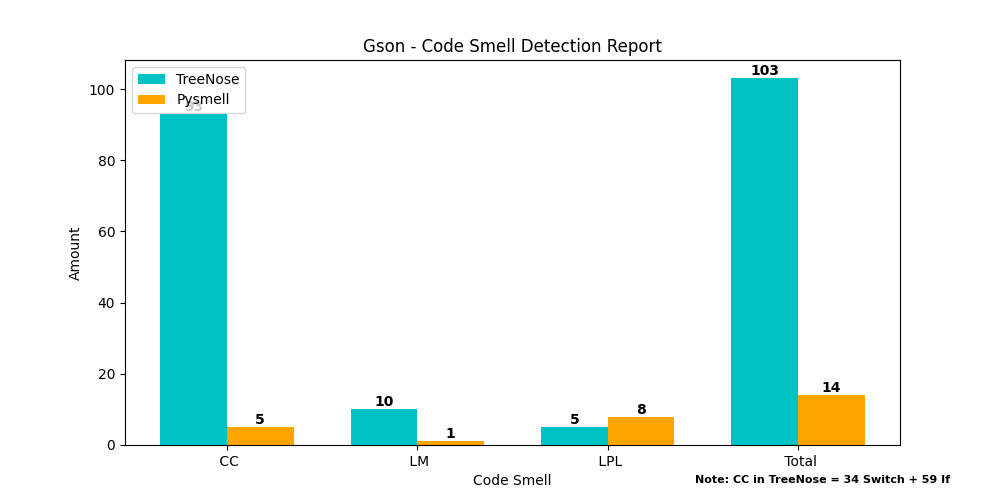 Gson - Code Smell Detection Report
TreeNose
Pysmell
93
103
100
80
60
40
20
0
Amount
5
10
1
5
8
14
CC
LM
LPL
Total
Code Smell
Note: CC in TreeNose = 34 Switch + 59 If